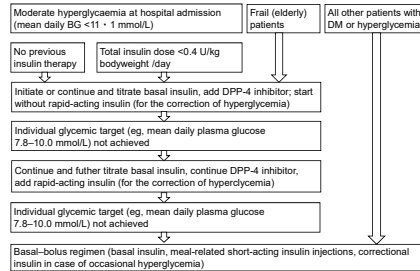 Moderate hyperglycaemia at hospital admission
(mean daily BG <11·1 mmol/L)
Frail (elderly)
patients
All other patients with
DM or hyperglycemia
No previous
insulin therapy
Total insulin dose <0.4 U/kg
bodyweight /day
Initiate or continue and titrate basal insulin, add DPP-4 inhibitor; start
without rapid-acting insulin (for the correction of hyperglycemia)
Individual glycemic target (eg, mean daily plasma glucose
7.8–10.0 mmol/L) not achieved
Continue and futher titrate basal insulin, continue DPP-4 inhibitor,
add rapid-acting insulin (for the correction of hyperclycemia)
Individual glycemic target (eg, mean daily plasma glucose
7.8–10.0 mmol/L) not achieved
Basal–bolus regimen (basal insulin, meal-related short-acting insulin injections, correctional
insulin in case of occasional hyperglycemia)